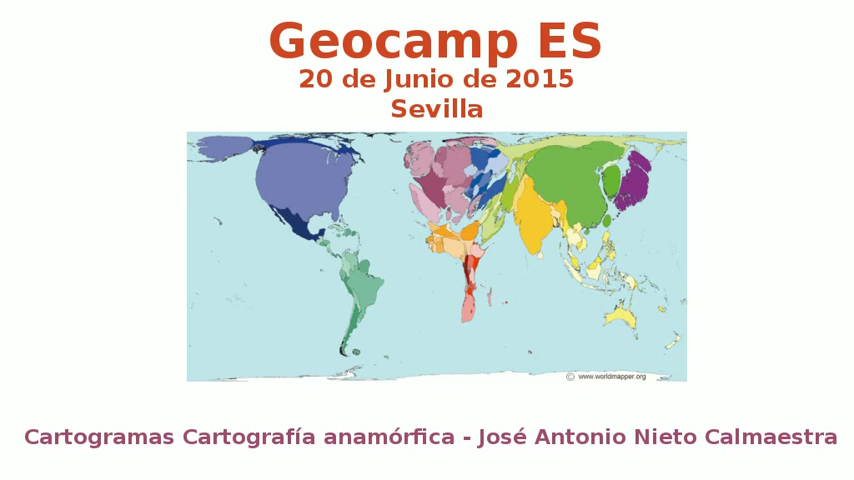 Geocamp ES
20 de Junio de 2015
Sevilla
© www.worldmapper.org
Cartogramas Cartografía anamórfica - José Antonio Nieto Calmaestra